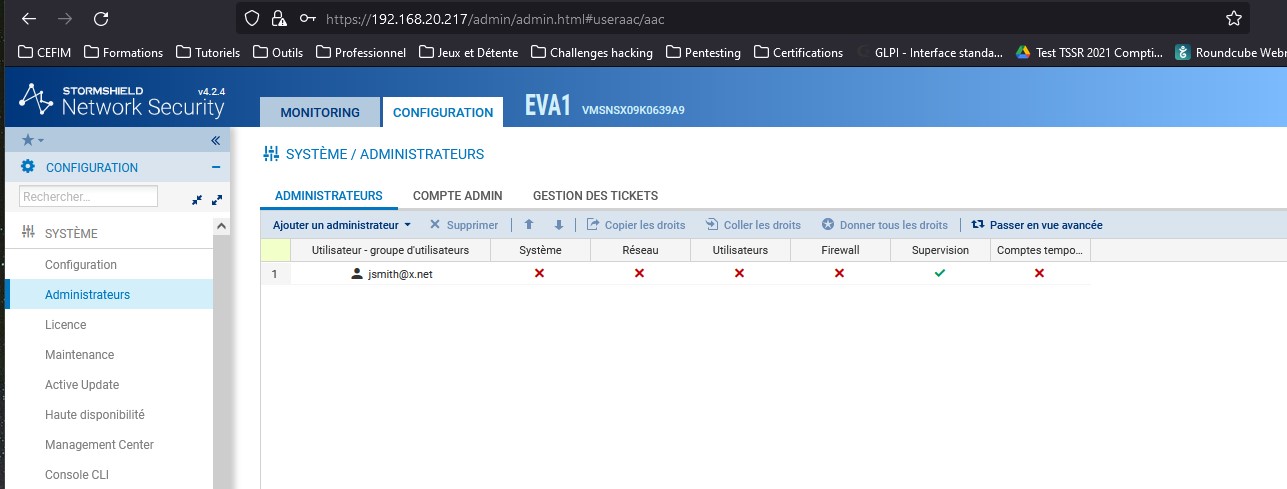 https://192.168.20.217/admin/admin.html#useraac/aac
CEFIM Formations Tutoriels Outils Professionnel Jeux et Détente Challenges hacking Pentesting Certifications GLPI - Interface standa... Test TSSR 2021 Compti... Roundcube Webm
STORMSHIELD v4.2.4
Network Security
MONITORING CONFIGURATION EVA1 VMSNSX09K0639A9
CONFIGURATION
Rechercher...
SYSTÈME
Configuration
Administrateurs
Licence
Maintenance
Active Update
Haute disponibilité
Management Center
Console CLI
SYSTÈME / ADMINISTRATEURS
ADMINISTRATEURS COMPTE ADMIN GESTION DES TICKETS
Ajouter un administrateur Supprimer Copier les droits Coller les droits Donner tous les droits Passer en vue avancée
Utilisateur - groupe d'utilisateurs Système Réseau Utilisateurs Firewall Supervision Comptes tempo...
1 jsmith@x.net